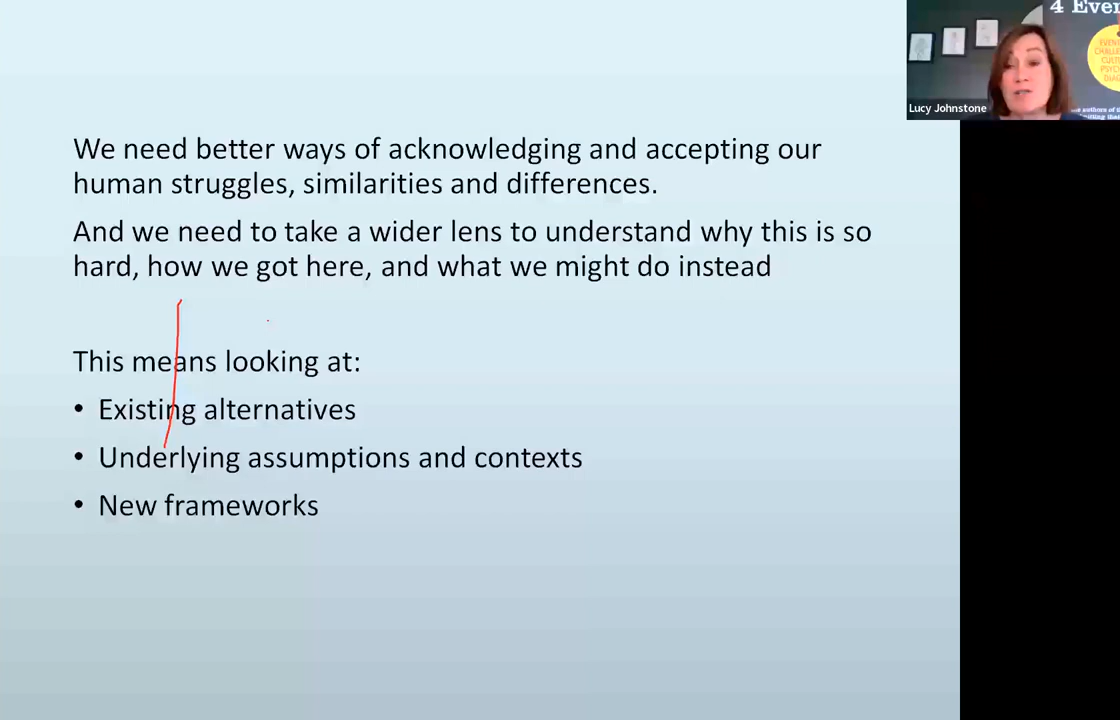 4 Ever
Lucy Johnstone
We need better ways of acknowledging and accepting our
human struggles, similarities and differences.
And we need to take a wider lens to understand why this is so
hard, how we got here, and what we might do instead
This means looking at:
• Existing alternatives
• Underlying assumptions and contexts
• New frameworks